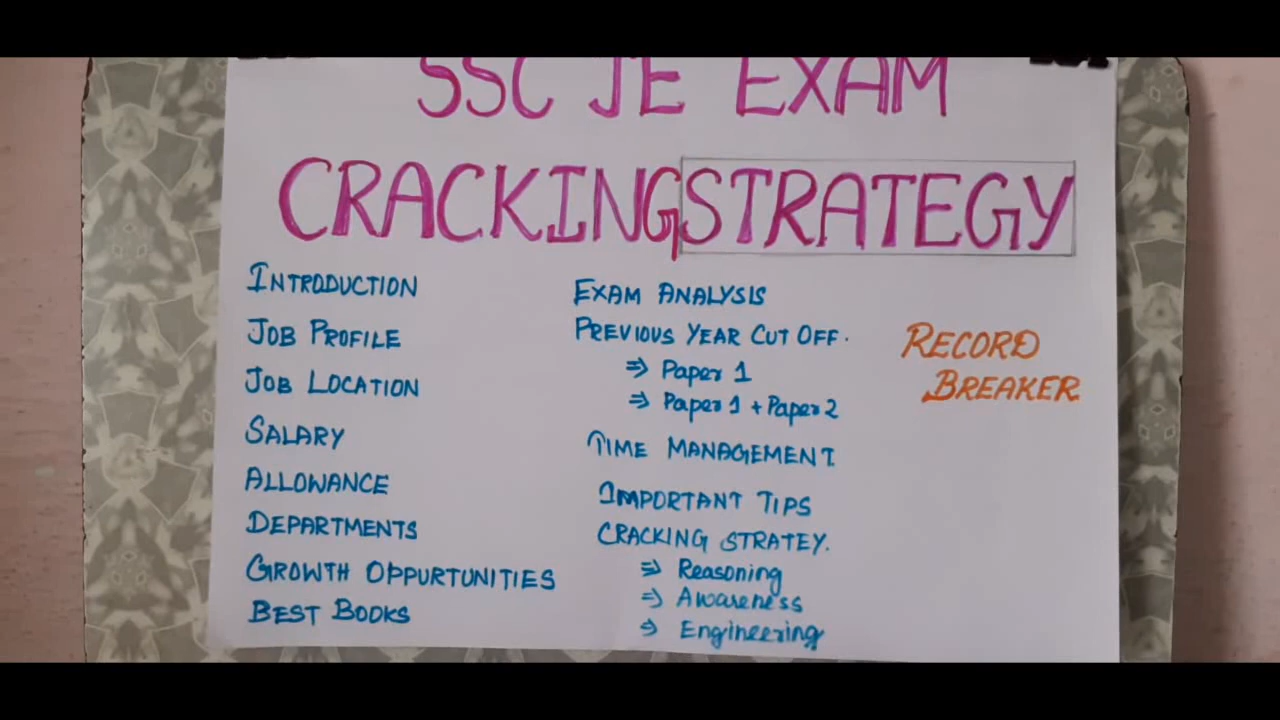 SSC JE EXAM
CRACKING STRATEGY
INTRODUCTION
JOB PROFILE
JOB LOCATION
SALARY
ALLOWANCE
DEPARTMENTS
GROWTH OPPURTUNITIES
BEST BOOKS
EXAM ANALYSIS
PREVIOUS YEAR CUT OFF.
⇒ Paper 1
⇒ Paper 1 + Paper 2
TIME MANAGEMENT
IMPORTANT TIPS
CRACKING STRATEY.
⇒ Reasoning
⇒ Awareness
⇒ Engineering
RECORD
BREAKER